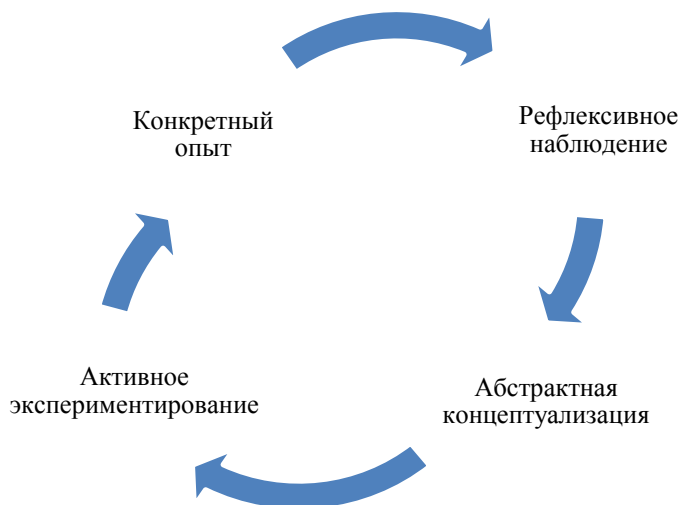 Конкретный
опыт
Рефлексивное
наблюдение
Абстрактная
концептуализация
Активное
экспериментирование